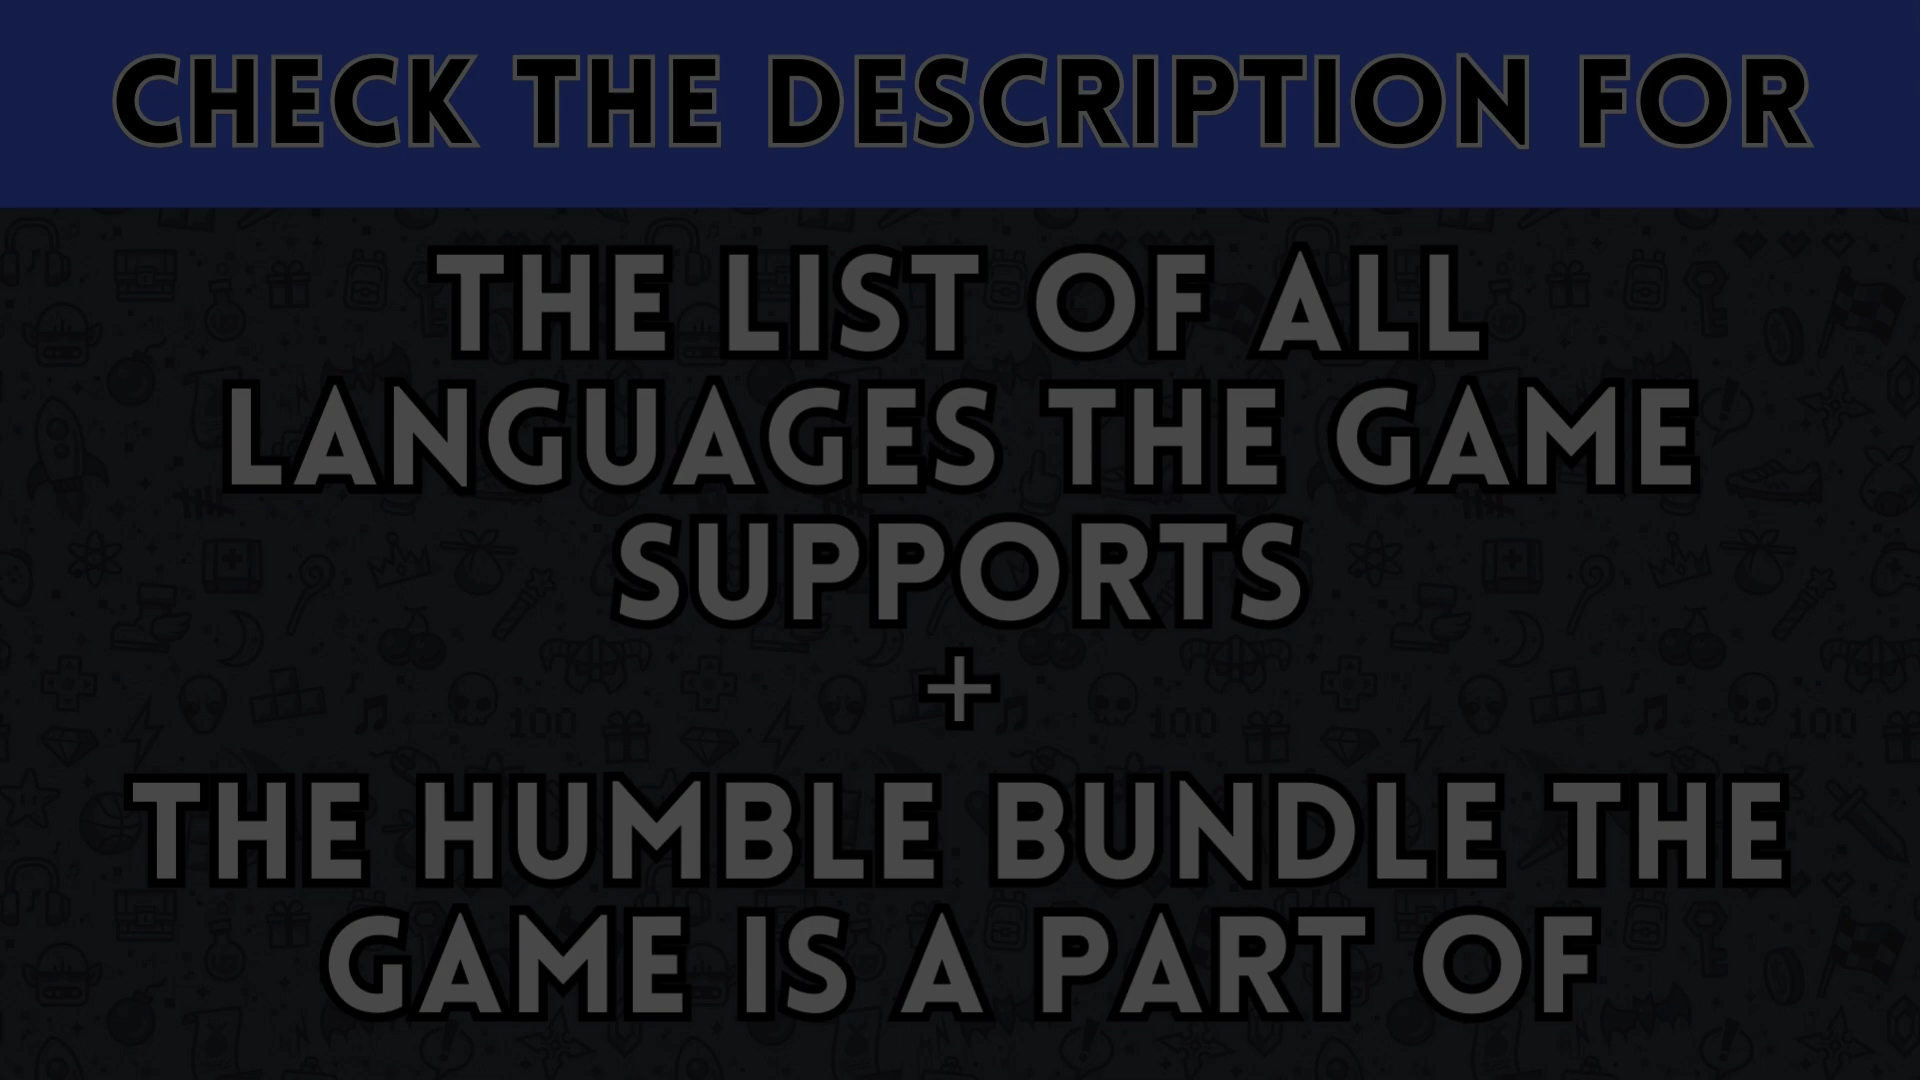 CHECK THE DESCRIPTION FOR
THE LIST OF ALL
LANGUAGES THE GAME
SUPPORTS
+
THE HUMBLE BUNDLE THE
GAME IS A PART OF